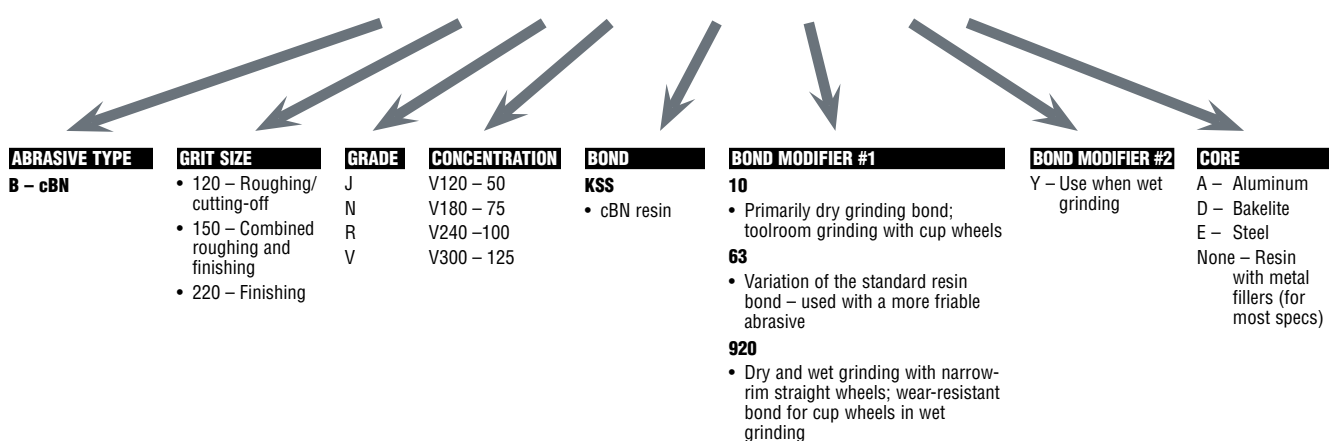 ABRASIVE TYPE
B – cBN
GRIT SIZE
• 120 – Roughing/
cutting-off
• 150 – Combined
roughing and
finishing
• 220 – Finishing
GRADE
J
N
R
V
CONCENTRATION
V120 – 50
V180 – 75
V240 –100
V300 – 125
BOND
KSS
• cBN resin
BOND MODIFIER #1
10
• Primarily dry grinding bond;
toolroom grinding with cup wheels
63
• Variation of the standard resin
bond – used with a more friable
abrasive
920
• Dry and wet grinding with narrow-
rim straight wheels; wear-resistant
bond for cup wheels in wet
grinding
BOND MODIFIER #2
Y – Use when wet
grinding
CORE
A – Aluminum
D – Bakelite
E – Steel
None – Resin
with metal
fillers (for
most specs)